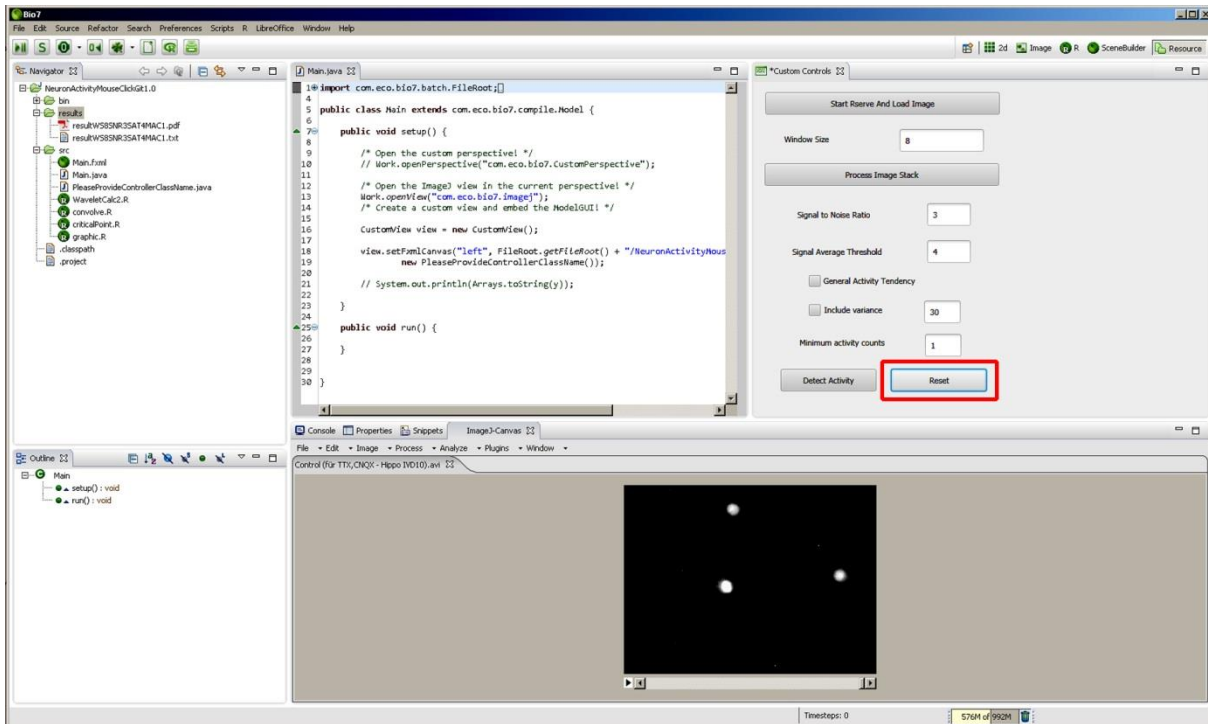 Bio7
File Edit Source Refactor Search Preferences Scripts R LibreOffice Window Help
2d Image R SceneBuilder Resource
Navigator
NeuronActivityMouseClickGit1.0
bin
results
resultWS8SNR3SAT4MAC1.pdf
resultWS8SNR3SAT4MAC1.txt
src
Main.fxml
Main.java
PleaseProvideControllerClassName.java
WaveletCalc2.R
convolve.R
criticalPoint.R
graphic.R
.classpath
.project
Outline
Main
setup() : void
run() : void
Main.java
1 import com.eco.bio7.batch.FileRoot;
4
5 public class Main extends com.eco.bio7.compile.Model {
6
7 public void setup() {
8
9 /* Open the custom perspective! */
10 // Work.openPerspective("com.eco.bio7.CustomPerspective");
11
12 /* Open the ImageJ view in the current perspective! */
13 Work.openView("com.eco.bio7.imagej");
14 /* Create a custom view and embed the ModelGUI! */
15
16 CustomView view = new CustomView();
17
18 view.setFxmlCanvas("left", FileRoot.getFileRoot() + "/NeuronActivityMous
19 new PleaseProvideControllerClassName());
20
21 // System.out.println(Arrays.toString(y));
22
23 }
24
25 public void run() {
26
27 }
28
29
30 }
*Custom Controls
Start Rserve And Load Image
Window Size 8
Process Image Stack
Signal to Noise Ratio 3
Signal Average Threshold 4
General Activity Tendency
Include variance 30
Minimum activity counts 1
Detect Activity Reset
Console Properties Snippets ImageJ-Canvas
File Edit Image Process Analyze Plugins Window
Control (für TTX,CNQX - Hippo IVD10).avi
Timesteps: 0 576M of 992M